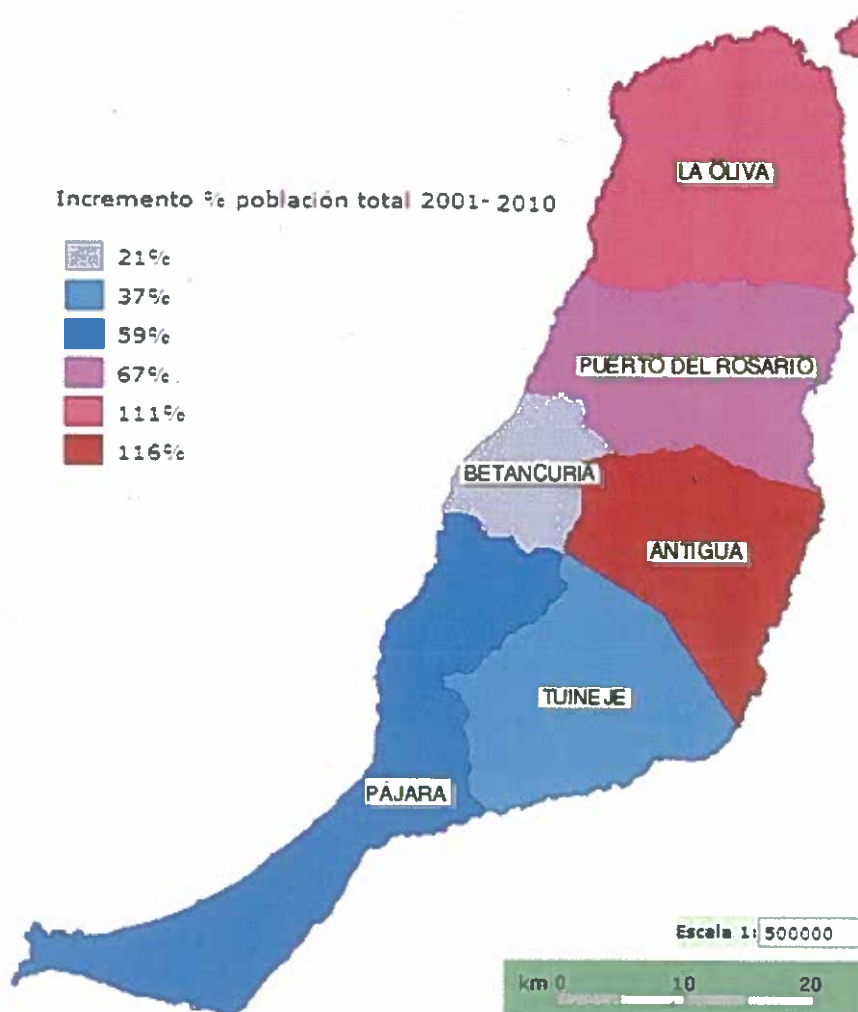 LA OLIVA
Incremento % población total 2001-2010
21%
37%
59%
67%
111%
116%
PUERTO DEL ROSARIO
BETANCURIA
ANTIGUA
TUINEJE
PÁJARA
Escala 1: 500000
km 0 10 20